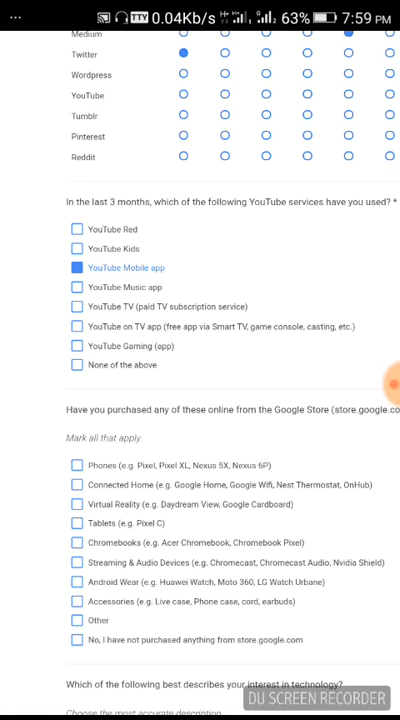 ... TTY 0.04Kb/s H+ G 2 63% 7:59 PM
Medium
Twitter
Wordpress
YouTube
Tumblr
Pinterest
Reddit
In the last 3 months, which of the following YouTube services have you used? *
YouTube Red
YouTube Kids
YouTube Mobile app
YouTube Music app
YouTube TV (paid TV subscription service)
YouTube on TV app (free app via Smart TV, game console, casting, etc.)
YouTube Gaming (app)
None of the above
Have you purchased any of these online from the Google Store (store.google.co
Mark all that apply
Phones (e.g. Pixel, Pixel XL, Nexus 5X, Nexus 6P)
Connected Home (e.g. Google Home, Google Wifi, Nest Thermostat, OnHub)
Virtual Reality (e.g. Daydream View, Google Cardboard)
Tablets (e.g. Pixel C)
Chromebooks (e.g. Acer Chromebook, Chromebook Pixel)
Streaming & Audio Devices (e.g. Chromecast, Chromecast Audio, Nvidia Shield)
Android Wear (e.g. Huawei Watch, Moto 360, LG Watch Urbane)
Accessories (e.g. Live case, Phone case, cord, earbuds)
Other
No, I have not purchased anything from store.google.com
Which of the following best describes your interest in technology?
DU SCREEN RECORDER
Choose the most accurate description